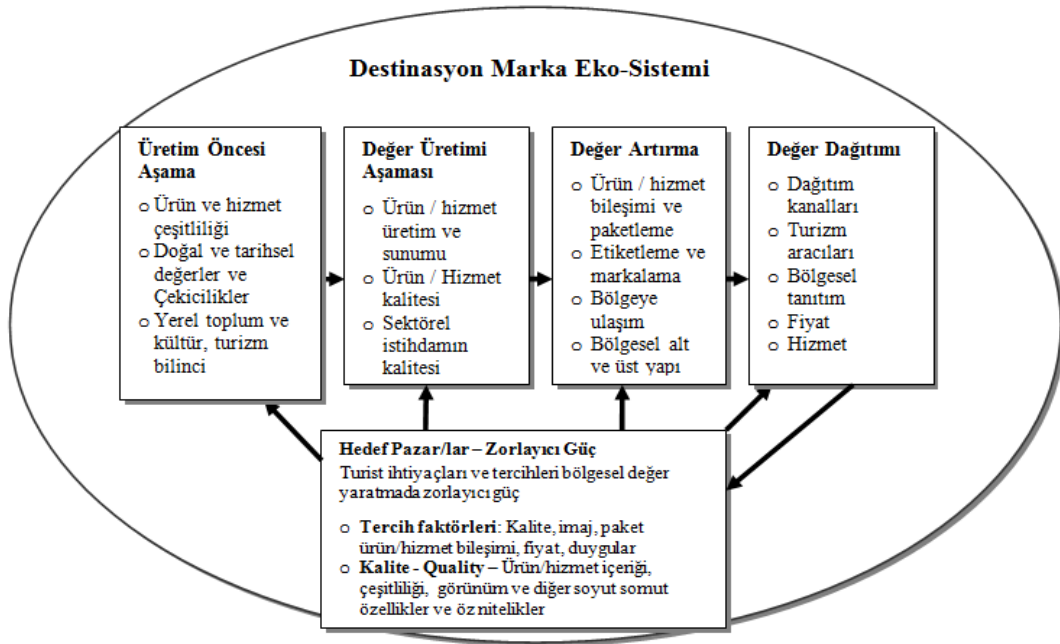 Destinasyon Marka Eko-Sistemi
Üretim Öncesi
Aşama
o Ürün ve hizmet
çeşitliliği
o Doğal ve tarihsel
değerler ve
Çekicilikler
o Yerel toplum ve
kültür, turizm
bilinci
Değer Üretimi
Aşaması
o Ürün / hizmet
üretim ve
sunumu
o Ürün / Hizmet
kalitesi
o Sektörel
istihdamın
kalitesi
Değer Artırma
o Ürün / hizmet
bileşimi ve
paketleme
o Etiketleme ve
markalama
o Bölgeye
ulaşım
o Bölgesel alt
ve üst yapı
Değer Dağıtımı
o Dağıtım
kanalları
o Turizm
aracıları
o Bölgesel
tanıtım
o Fiyat
o Hizmet
Hedef Pazar/lar – Zorlayıcı Güç
Turist ihtiyaçları ve tercihleri bölgesel değer
yaratmada zorlayıcı güç
o Tercih faktörleri: Kalite, imaj, paket
ürün/hizmet bileşimi, fiyat, duygular
o Kalite - Quality – Ürün/hizmet içeriği,
çeşitliliği, görünüm ve diğer soyut somut
özellikler ve öz nitelikler